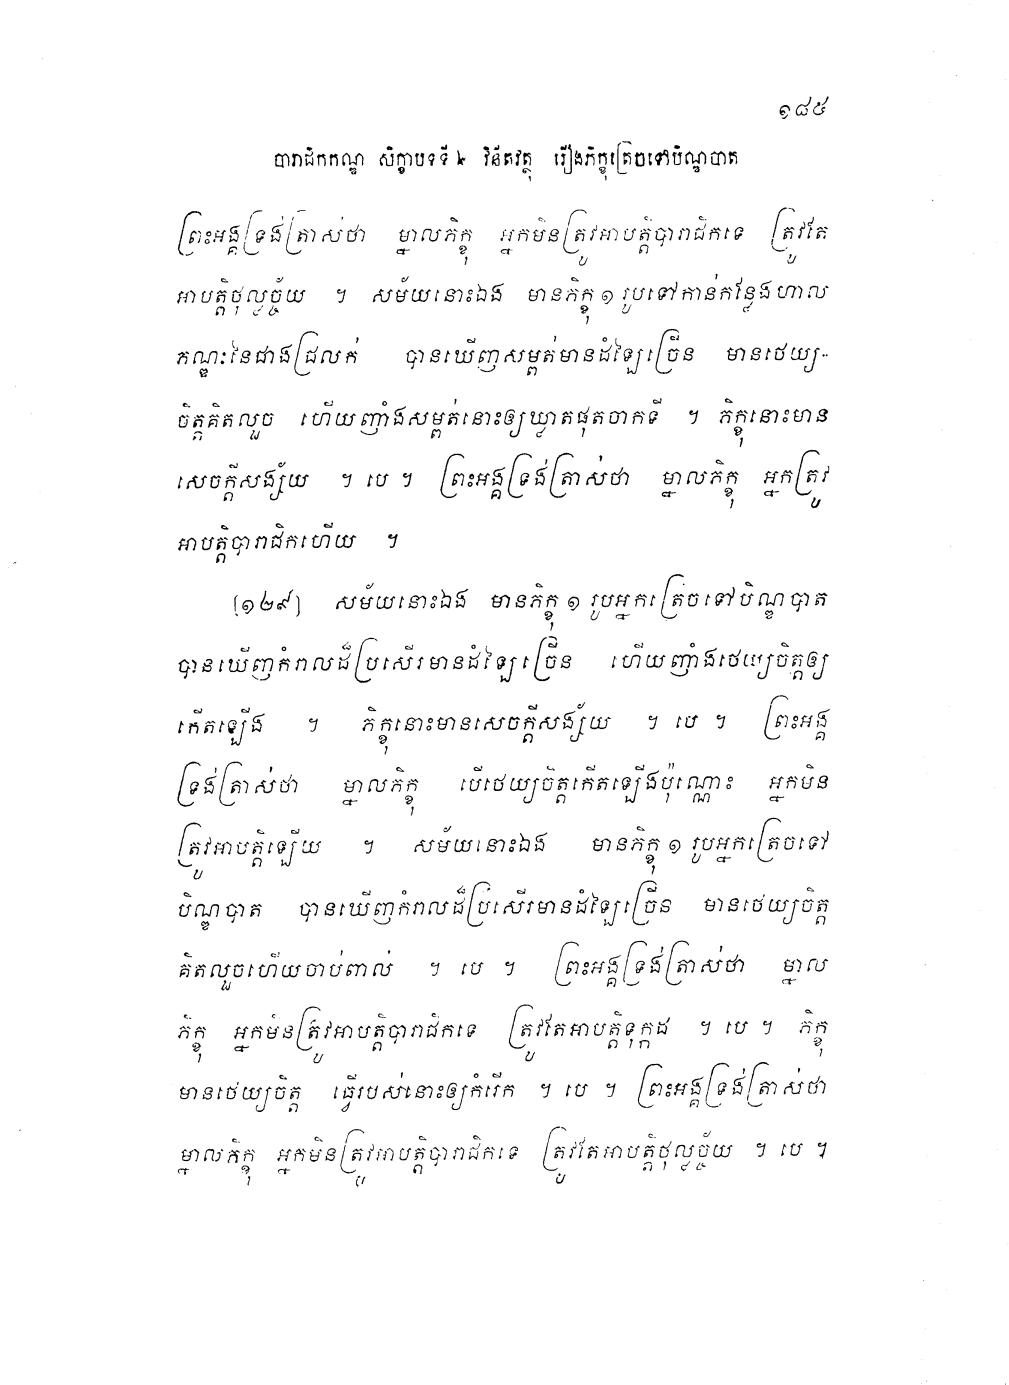 ១៨៥
បារាជិកកណ្ឌ សិក្ខាបទទី ២ វិនីតវត្ថុ រឿងភិក្ខុត្រេចទៅបិណ្ឌបាត
ព្រះអង្គទ្រង់ត្រាស់ថា ម្នាលភិក្ខុ អ្នកមិនត្រូវអាបត្តិបារាជិកទេ ត្រូវតែ
អាបត្តិថុល្លច្ច័យ ។ សម័យនោះឯង មានភិក្ខុ ១ រូបទៅកាន់កន្លែងហាល
ភណ្ឌៈនៃជាងជ្រលក់ បានឃើញសម្ពត់មានដំឡៃច្រើន មានថេយ្យ-
ចិត្តគិតលួច ហើយញ៉ាំងសម្ពត់នោះឲ្យឃ្លាតផុតចាកទី ។ ភិក្ខុនោះមាន
សេចក្តីសង្ស័យ ។ បេ ។ ព្រះអង្គទ្រង់ត្រាស់ថា ម្នាលភិក្ខុ អ្នកត្រូវ
អាបត្តិបារាជិកហើយ ។
[១២៩] សម័យនោះឯង មានភិក្ខុ ១ រូបអ្នកត្រេចទៅបិណ្ឌបាត
បានឃើញកំរាលដ៏ប្រសើរមានដំឡៃច្រើន ហើយញ៉ាំងថេយ្យចិត្តឲ្យ
កើតឡើង ។ ភិក្ខុនោះមានសេចក្តីសង្ស័យ ។ បេ ។ ព្រះអង្គ
ទ្រង់ត្រាស់ថា ម្នាលភិក្ខុ បើថេយ្យចិត្តកើតឡើងប៉ុណ្ណោះ អ្នកមិន
ត្រូវអាបត្តិឡើយ ។ សម័យនោះឯង មានភិក្ខុ ១ រូបអ្នកត្រេចទៅ
បិណ្ឌបាត បានឃើញកំរាលដ៏ប្រសើរមានដំឡៃច្រើន មានថេយ្យចិត្ត
គិតលួចហើយចាប់ពាល់ ។ បេ ។ ព្រះអង្គទ្រង់ត្រាស់ថា ម្នាល
ភិក្ខុ អ្នកមិនត្រូវអាបត្តិបារាជិកទេ ត្រូវតែអាបត្តិទុក្កដ ។ បេ ។ ភិក្ខុ
មានថេយ្យចិត្ត ធ្វើរបស់នោះឲ្យកំរើក ។ បេ ។ ព្រះអង្គទ្រង់ត្រាស់ថា
ម្នាលភិក្ខុ អ្នកមិនត្រូវអាបត្តិបារាជិកទេ ត្រូវតែអាបត្តិថុល្លច្ច័យ ។ បេ ។